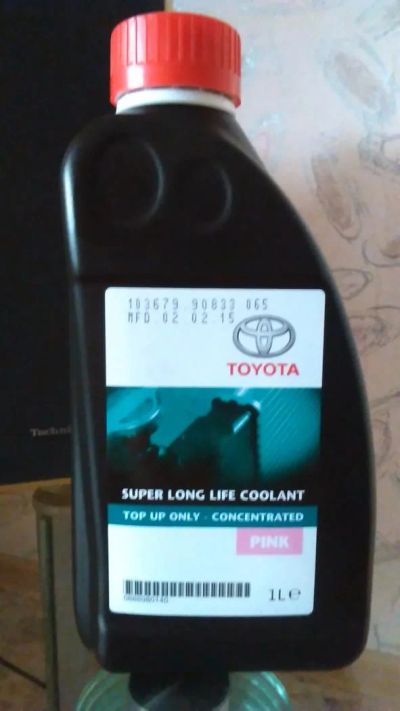 103679 90833 065
MFD 02 02.15
TOYOTA
SUPER LONG LIFE COOLANT
TOP UP ONLY - CONCENTRATED
PINK
1L℮